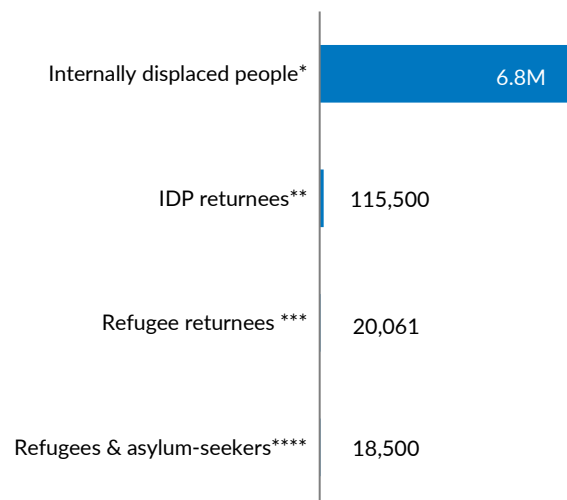 Internally displaced people* 6.8M
IDP returnees** 115,500
Refugee returnees *** 20,061
Refugees & asylum-seekers**** 18,500